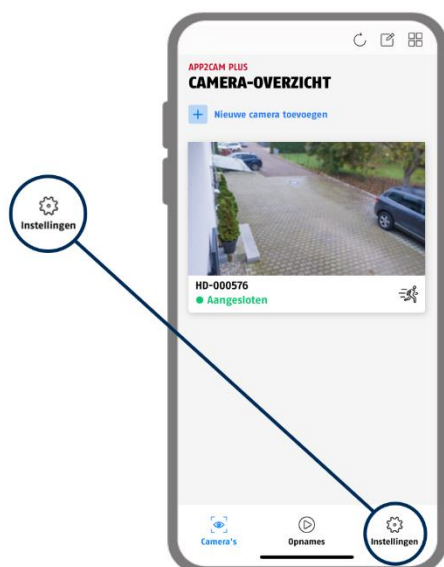 APP2CAM PLUS
CAMERA-OVERZICHT
+ Nieuwe camera toevoegen
Instellingen
HD-000576
Aangesloten
Camera's Opnames Instellingen